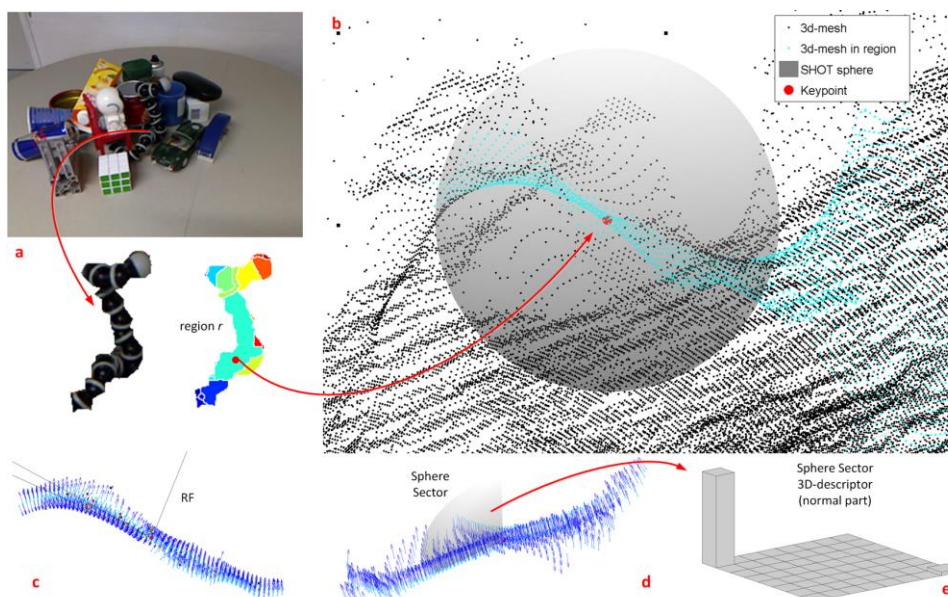 b
3d-mesh
3d-mesh in region
SHOT sphere
Keypoint
a
region r
RF
Sphere
Sector
Sphere Sector
3D-descriptor
(normal part)
c
d
e